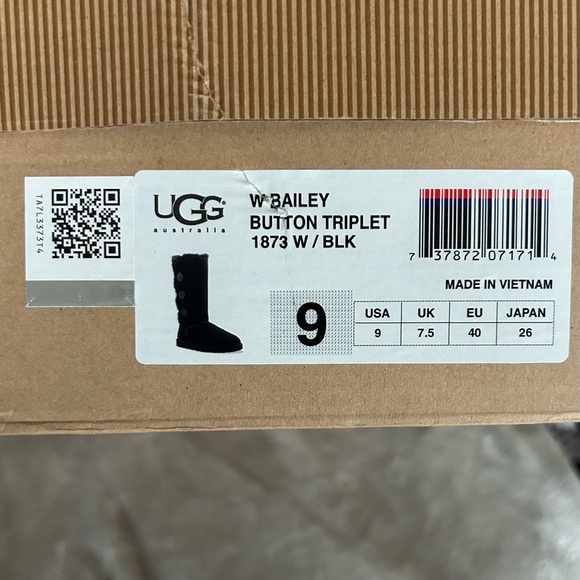 TA7L3373T4
UGG®
australia
W BAILEY
BUTTON TRIPLET
1873 W / BLK
7 37872 07171 4
MADE IN VIETNAM
9
USA UK EU JAPAN
9 7.5 40 26